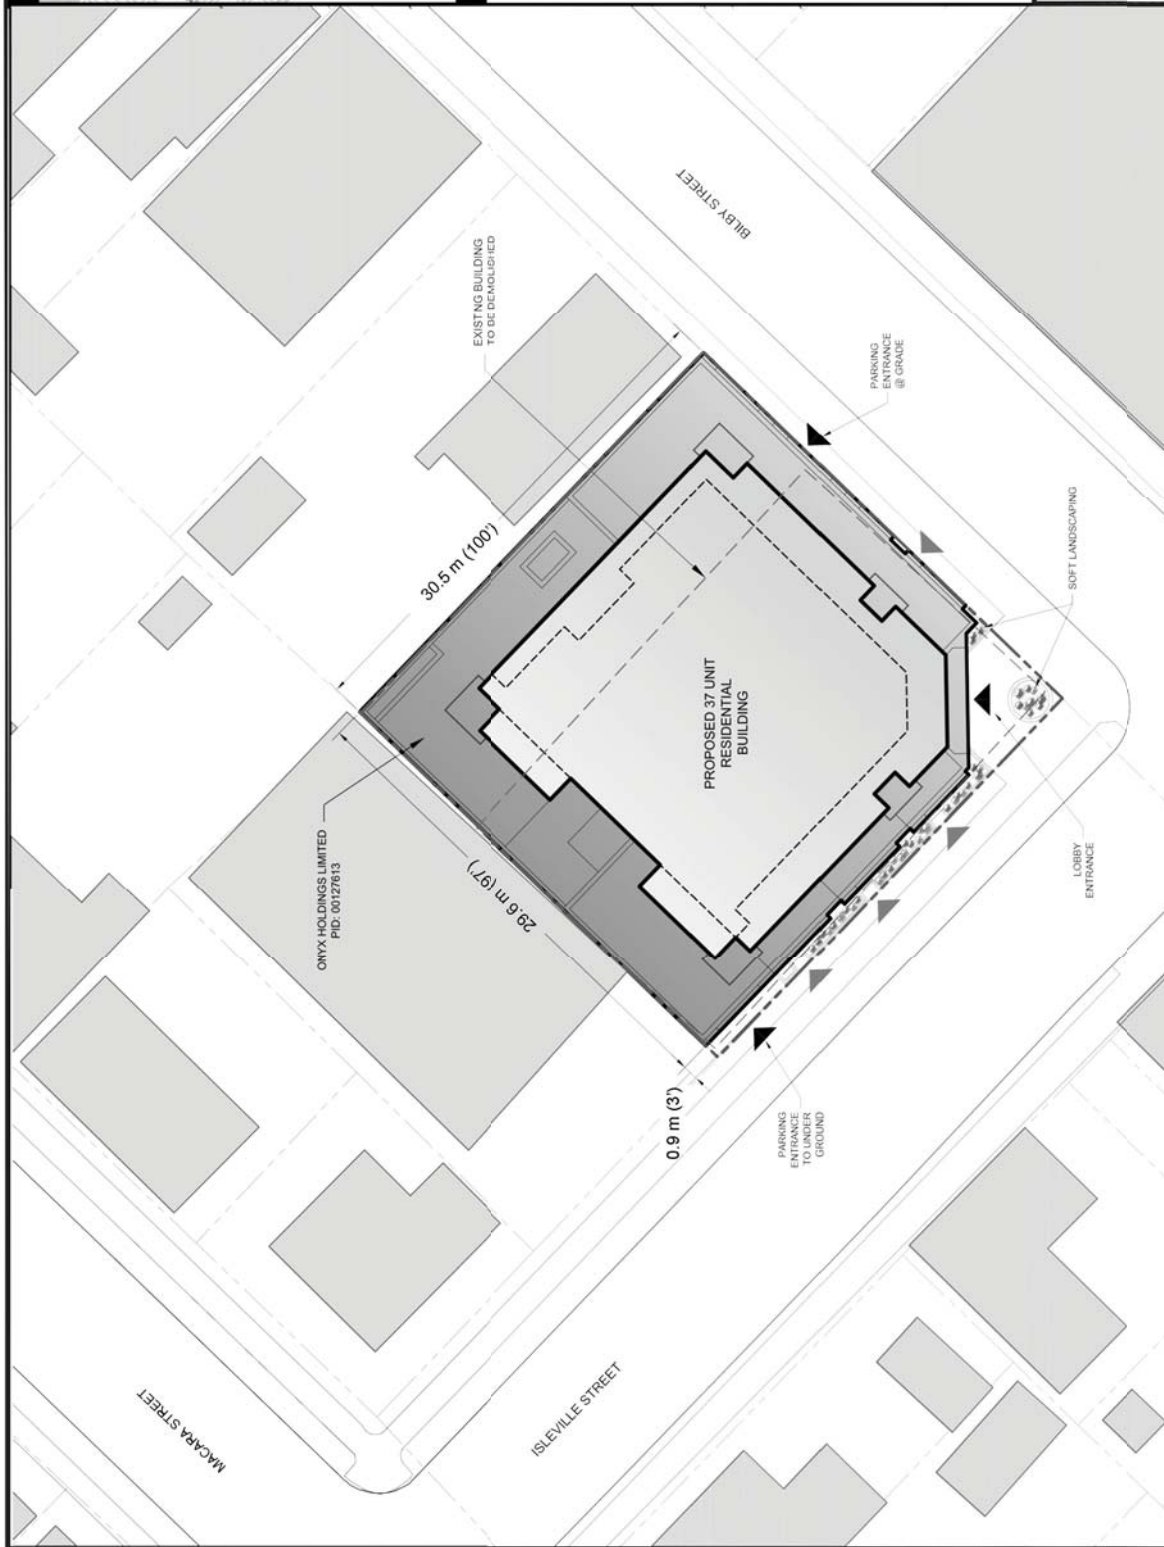 BILBY STREET
EXISTNG BUILDING
TO BE DEMOLISHED
PARKING
ENTRANCE
@ GRADE
30.5 m (100')
SOFT LANDSCAPING
PROPOSED 37 UNIT
RESIDENTIAL
BUILDING
ONYX HOLDINGS LIMITED
PID: 00127613
29.6 m (97')
LOBBY
ENTRANCE
0.9 m (3')
PARKING
ENTRANCE
TO UNDER
GROUND
MACARA STREET
ISLEVILLE STREET